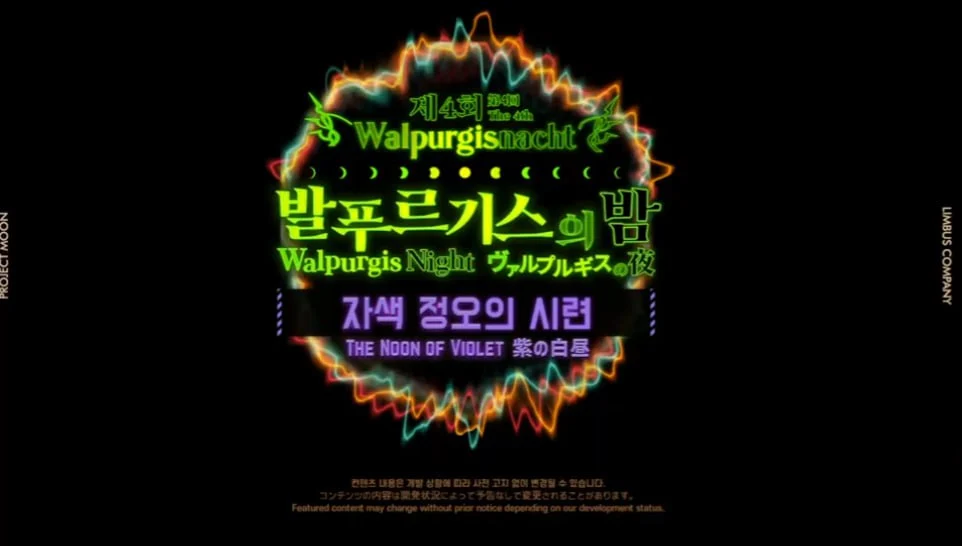 제4회 第4回
The 4th
Walpurgisnacht
발푸르기스의 밤
Walpurgis Night ヴァルプルギスの夜
자색 정오의 시련
THE NOON OF VIOLET 紫の白昼
컨텐츠 내용은 개발 상황에 따라 사전 고지 없이 변경될 수 있습니다.
コンテンツの内容は開発状況によって予告なしで変更されることがあります。
Featured content may change without prior notice depending on our development status.
PROJECT MOON
LIMBUS COMPANY